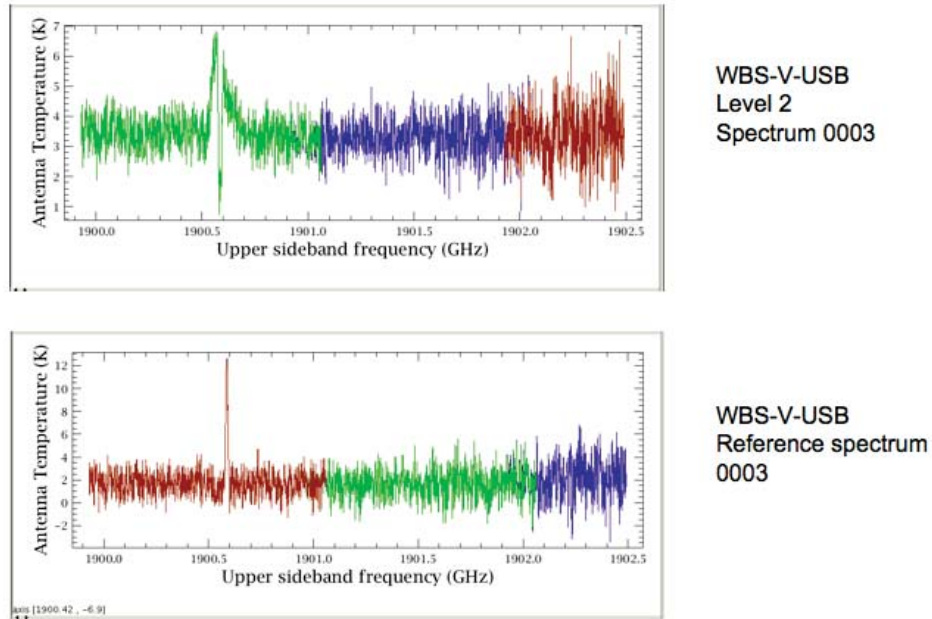 7
6
5
4
3
2
1
Antenna Temperature (K)
1900.0 1900.5 1901.0 1901.5 1902.0 1902.5
Upper sideband frequency (GHz)
WBS-V-USB
Level 2
Spectrum 0003
12
10
8
6
4
2
0
-2
Antenna Temperature (K)
1900.0 1900.5 1901.0 1901.5 1902.0 1902.5
Upper sideband frequency (GHz)
axis [1900.42 , -6.9]
WBS-V-USB
Reference spectrum
0003